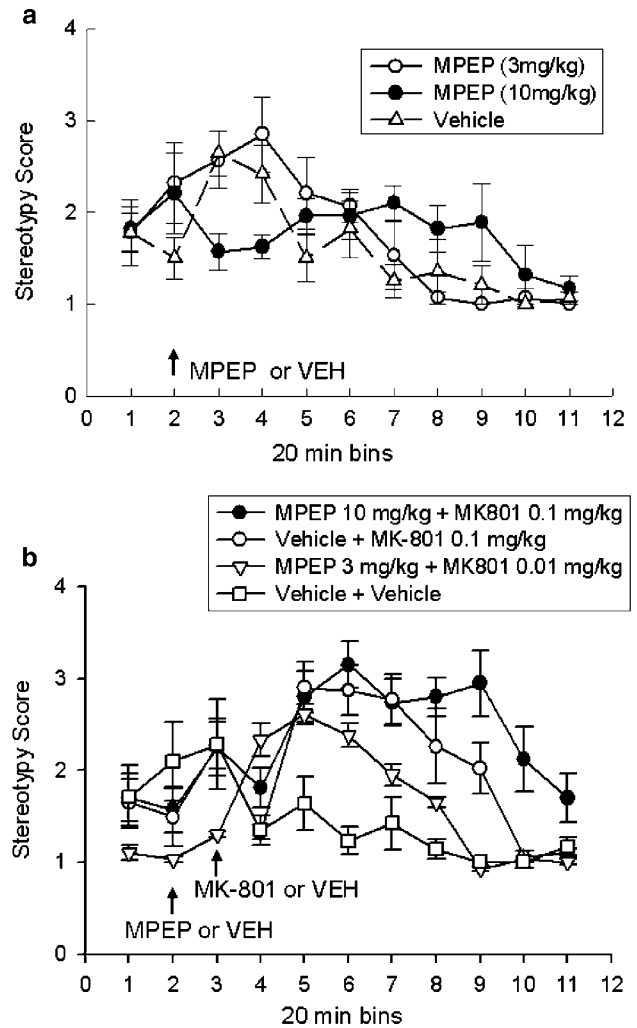 a
4
3
2
1
0
Stereotypy Score
MPEP (3mg/kg)
MPEP (10mg/kg)
Vehicle
MPEP or VEH
0 1 2 3 4 5 6 7 8 9 10 11 12
20 min bins
MPEP 10 mg/kg + MK801 0.1 mg/kg
Vehicle + MK-801 0.1 mg/kg
MPEP 3 mg/kg + MK801 0.01 mg/kg
Vehicle + Vehicle
b
4
3
2
1
0
Stereotypy Score
MK-801 or VEH
MPEP or VEH
0 1 2 3 4 5 6 7 8 9 10 11 12
20 min bins